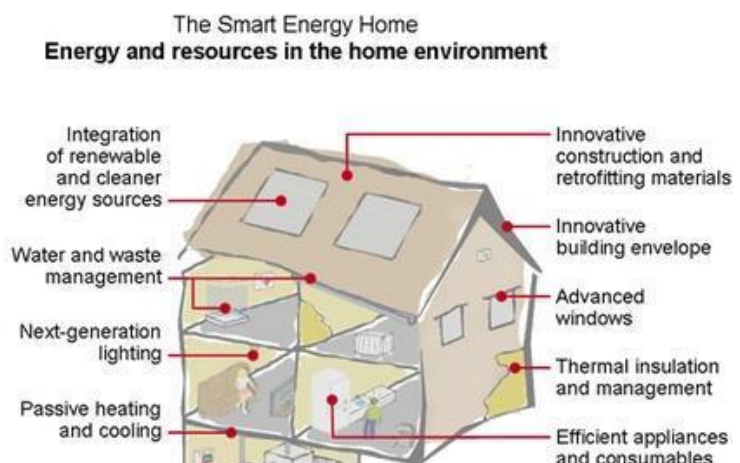 The Smart Energy Home
Energy and resources in the home environment
Integration
of renewable
and cleaner
energy sources
Water and waste
management
Next-generation
lighting
Passive heating
and cooling
Innovative
construction and
retrofitting materials
Innovative
building envelope
Advanced
windows
Thermal insulation
and management
Efficient appliances
and consumables